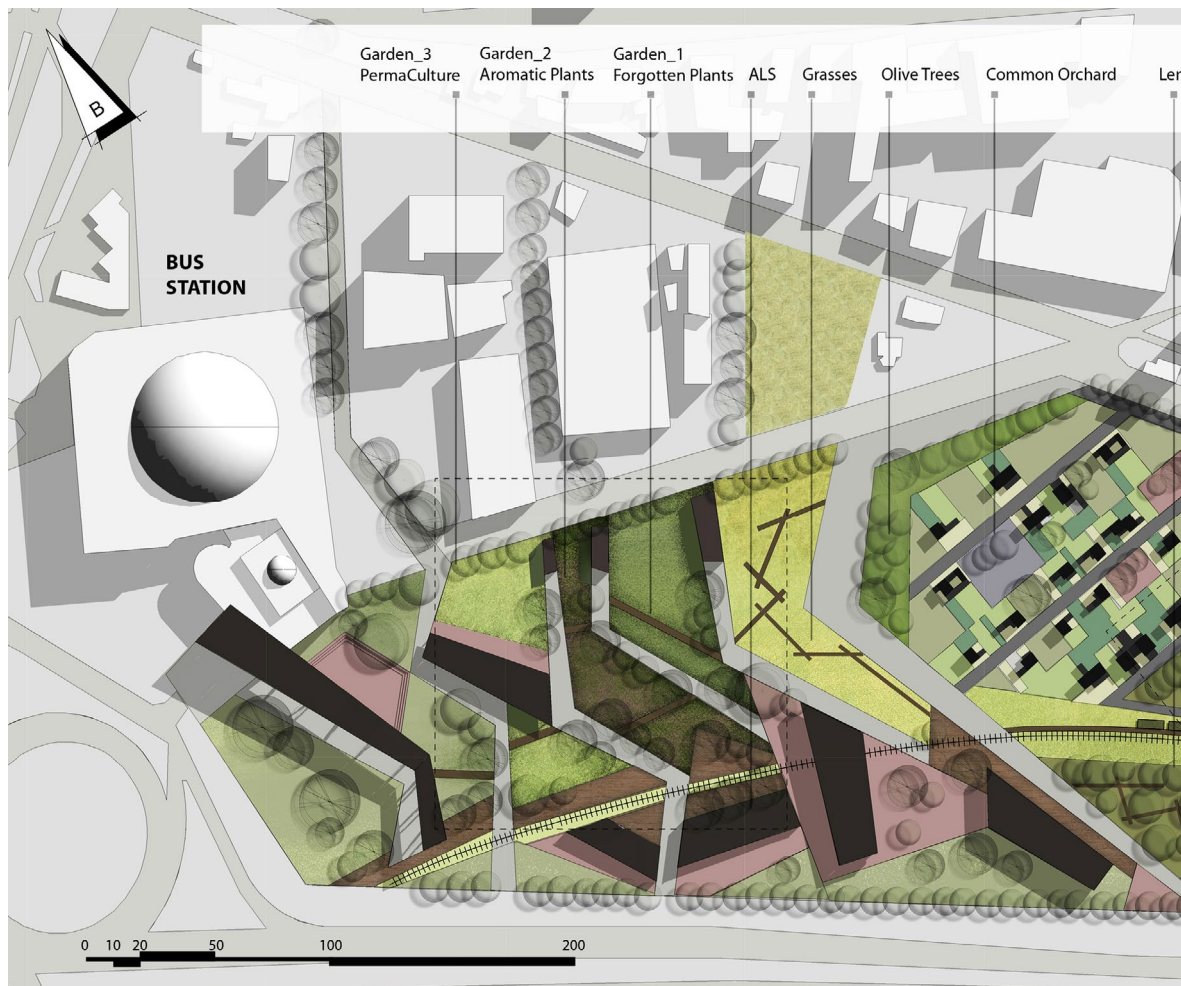 Garden_3
PermaCulture
Garden_2
Aromatic Plants
Garden_1
Forgotten Plants
ALS
Grasses
Olive Trees
Common Orchard
Ler
B
BUS
STATION
0 10 20 50 100 200